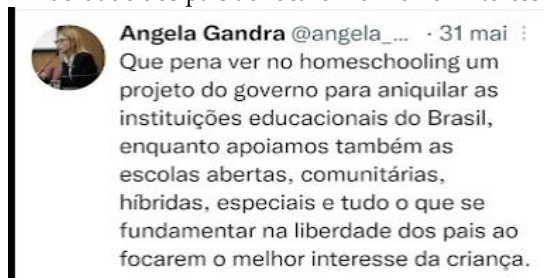 Angela Gandra @angela_... · 31 mai
Que pena ver no homeschooling um
projeto do governo para aniquilar as
instituições educacionais do Brasil,
enquanto apoiamos também as
escolas abertas, comunitárias,
híbridas, especiais e tudo o que se
fundamentar na liberdade dos pais ao
focarem o melhor interesse da criança.